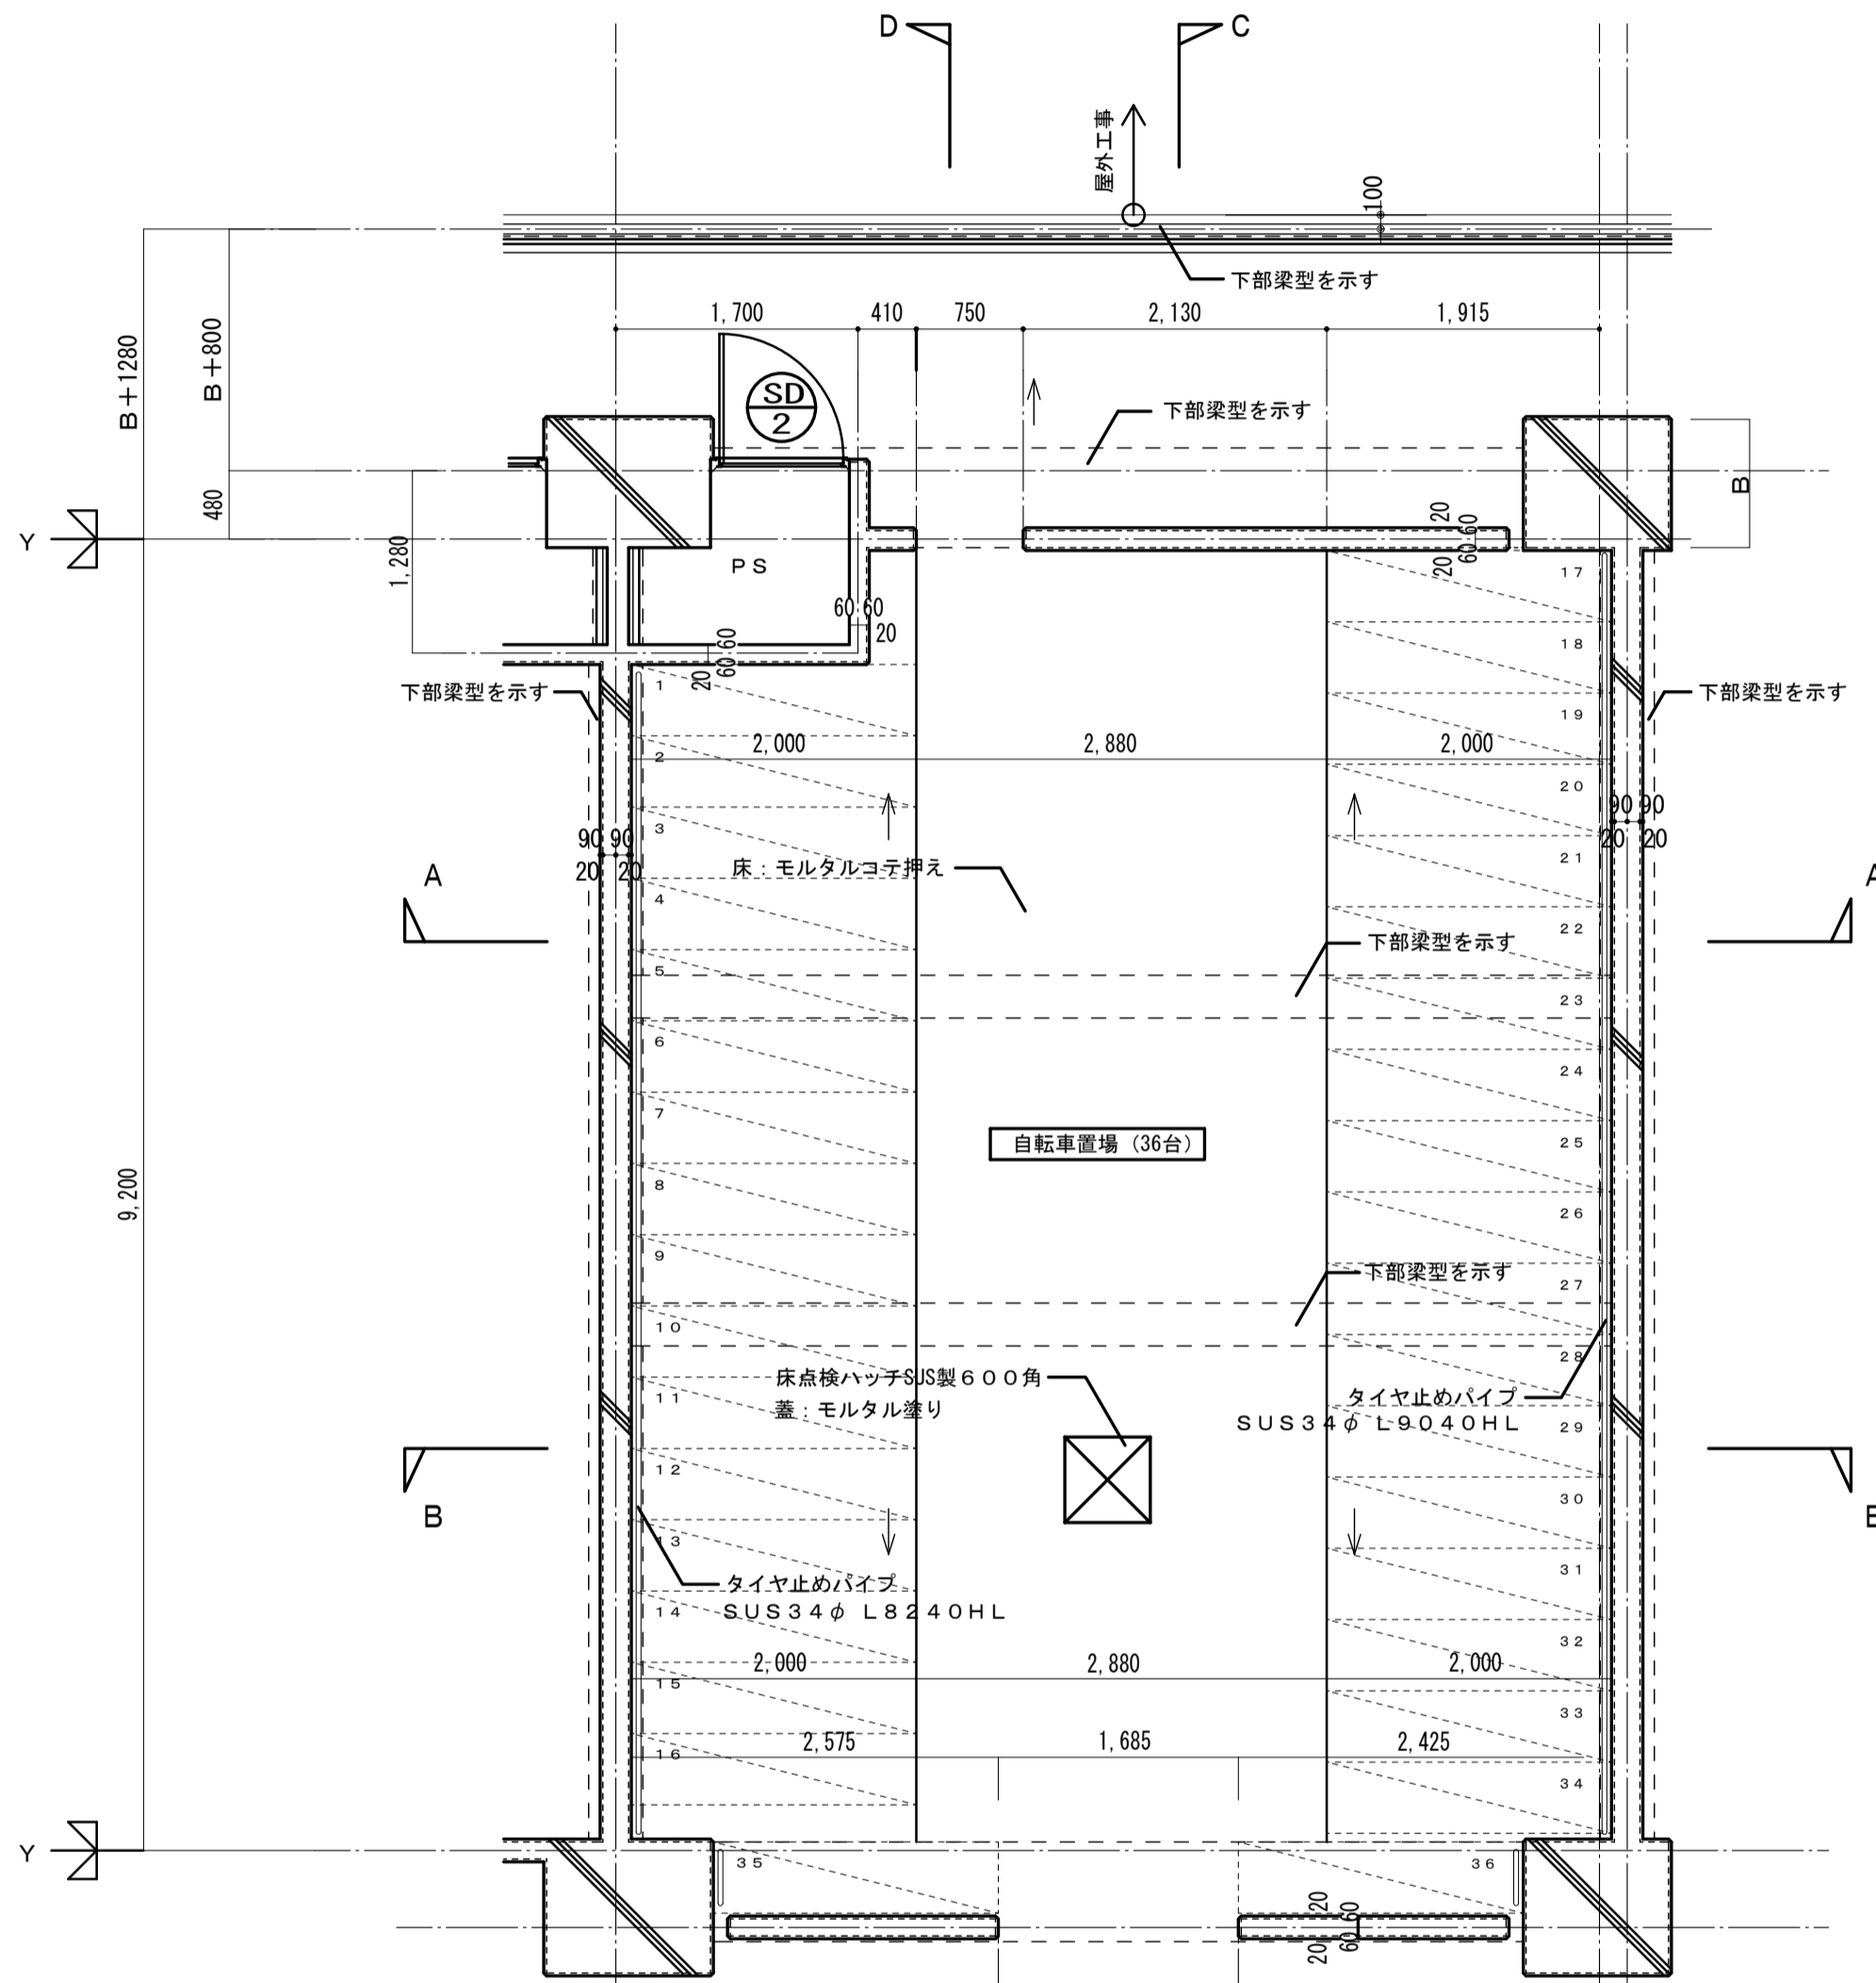 D
C
屋外工事
100
下部梁型を示す
1,700
410
750
2,130
1,915
B+1280
B+800
SD
2
下部梁型を示す
B
480
Y
20
60 60
20
1,280
PS
17
60 60
20
60 60
20
18
1
下部梁型を示す
下部梁型を示す
19
2,000
2,880
2,000
2
20
90 90
20 20
3
90 90
20 20
21
床：モルタルコテ押え
A
A
4
22
下部梁型を示す
5
23
6
24
7
25
自転車置場（36台）
8
26
9,200
9
27
下部梁型を示す
10
28
床点検ハッチSUS製６００角
蓋：モルタル塗り
11
タイヤ止めパイプ
ＳＵＳ３４φ Ｌ９０４０ＨＬ
29
12
30
B
13
31
タイヤ止めパイプ
ＳＵＳ３４φ Ｌ８２４０ＨＬ
14
32
2,000
2,880
2,000
15
33
2,575
1,685
2,425
16
34
Y
35
36
20
60 60
20